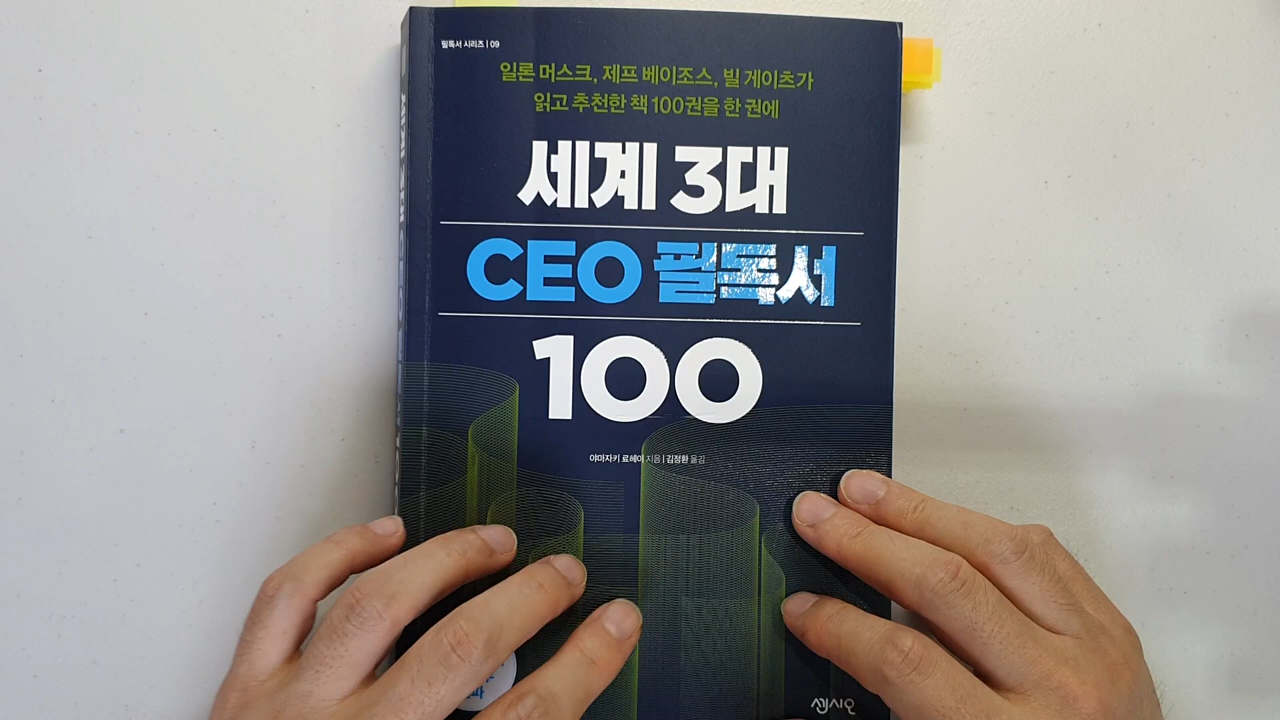 필독서 시리즈 | 09
일론 머스크, 제프 베이조스, 빌 게이츠가
읽고 추천한 책 100권을 한 권에
세계 3대
CEO 필독서
100
야마자키 료헤이 지음 | 김정환 옮김
센시오